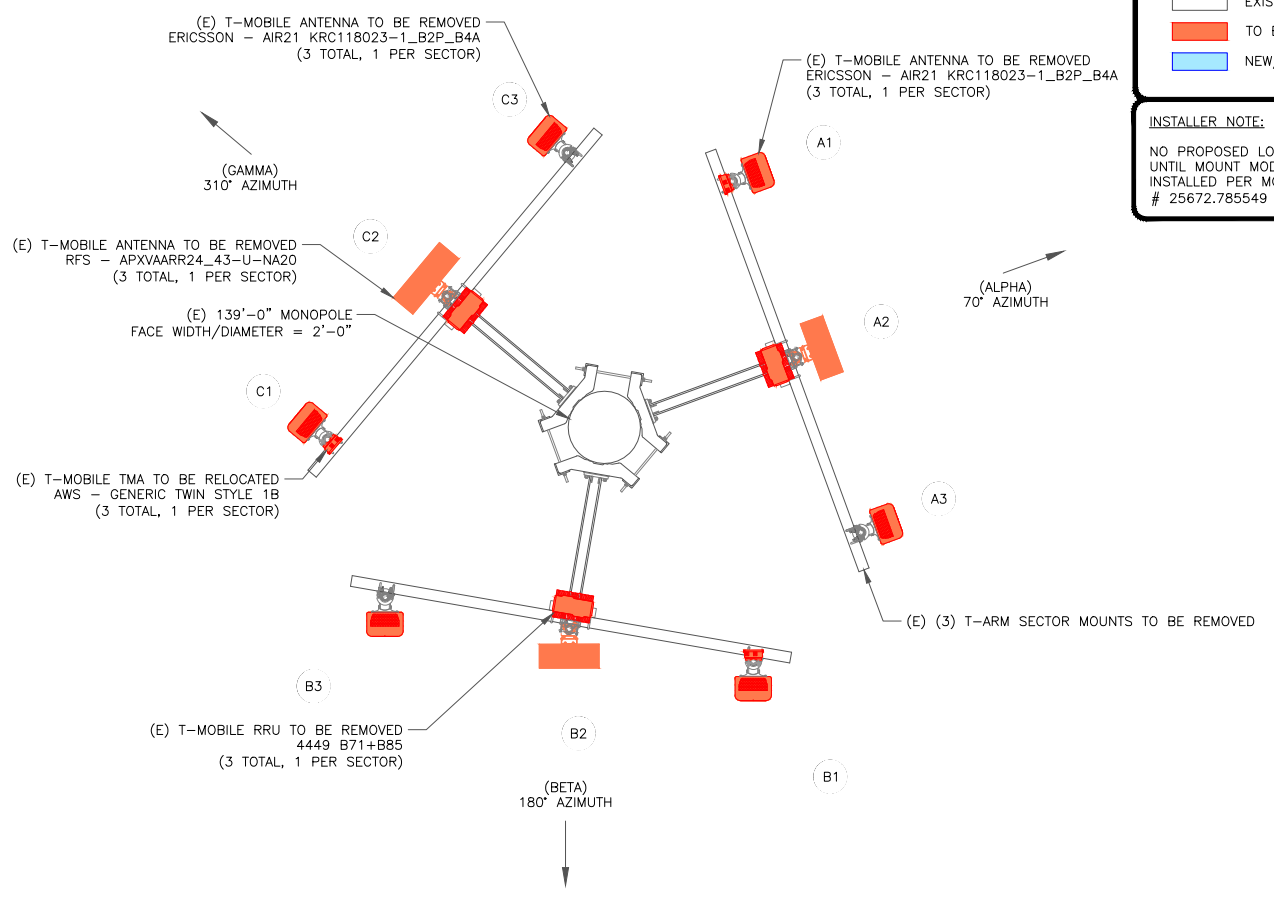 (E) T-MOBILE ANTENNA TO BE REMOVED
ERICSSON - AIR21 KRC118023-1_B2P_B4A
(3 TOTAL, 1 PER SECTOR)
(E) T-MOBILE ANTENNA TO BE REMOVED
ERICSSON - AIR21 KRC118023-1_B2P_B4A
(3 TOTAL, 1 PER SECTOR)
TO
NEW,
INSTALLER NOTE:
NO PROPOSED
UNTIL MOUNT
INSTALLED PER
# 25672.785549
C3
A1
(GAMMA)
310° AZIMUTH
C2
(E) T-MOBILE ANTENNA TO BE REMOVED
RFS - APXVAARR24_43-U-NA20
(3 TOTAL, 1 PER SECTOR)
(ALPHA)
70° AZIMUTH
(E) 139'-0" MONOPOLE
FACE WIDTH/DIAMETER = 2'-0"
A2
C1
(E) T-MOBILE TMA TO BE RELOCATED
AWS - GENERIC TWIN STYLE 1B
(3 TOTAL, 1 PER SECTOR)
A3
(E) (3) T-ARM SECTOR MOUNTS TO BE REMOVED
B3
(E) T-MOBILE RRU TO BE REMOVED
4449 B71+B85
(3 TOTAL, 1 PER SECTOR)
B2
B1
(BETA)
180° AZIMUTH